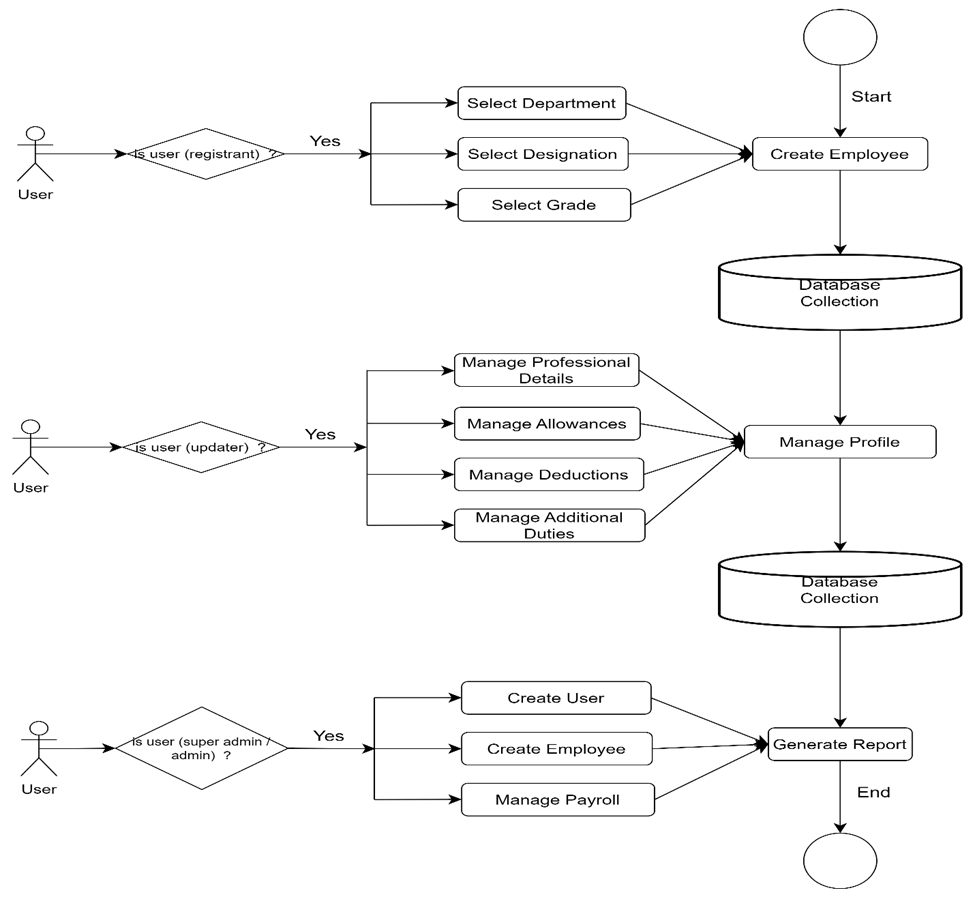 Start
Select Department
Yes
is user (registrant) ?
Select Designation
Create Employee
User
Select Grade
Database
Collection
Manage Professional
Details
Manage Allowances
Yes
is user (updater) ?
Manage Profile
User
Manage Deductions
Manage Additional
Duties
Database
Collection
Create User
Yes
is user (super admin /
admin) ?
Create Employee
Generate Report
User
Manage Payroll
End